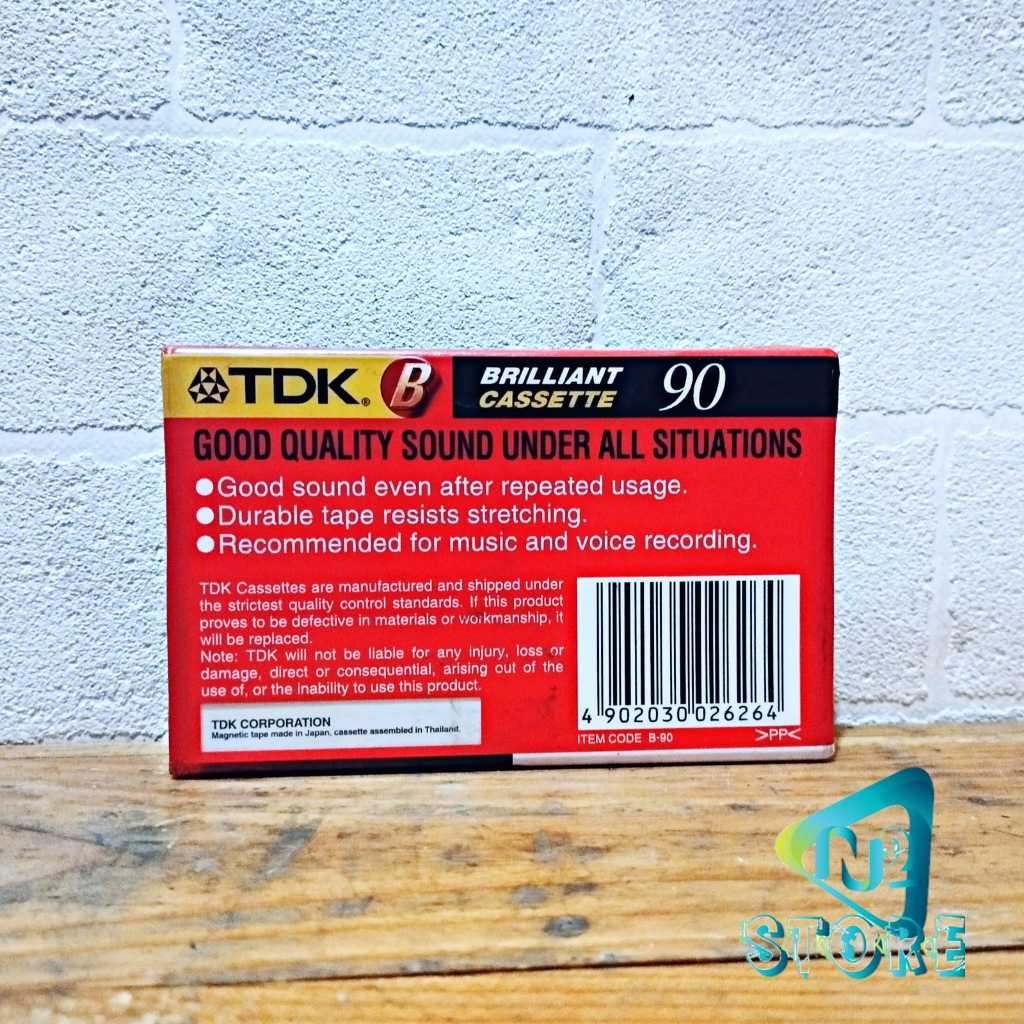 TDK® B BRILLIANT CASSETTE 90
GOOD QUALITY SOUND UNDER ALL SITUATIONS
●Good sound even after repeated usage.
●Durable tape resists stretching.
●Recommended for music and voice recording.
TDK Cassettes are manufactured and shipped under
the strictest quality control standards. If this product
proves to be defective in materials or workmanship, it
will be replaced.
Note: TDK will not be liable for any injury, loss or
damage, direct or consequential, arising out of the
use of, or the inability to use this product.
TDK CORPORATION
Magnetic tape made in Japan, cassette assembled in Thailand.
4 902030 026264
ITEM CODE B-90 >PP<
STORE